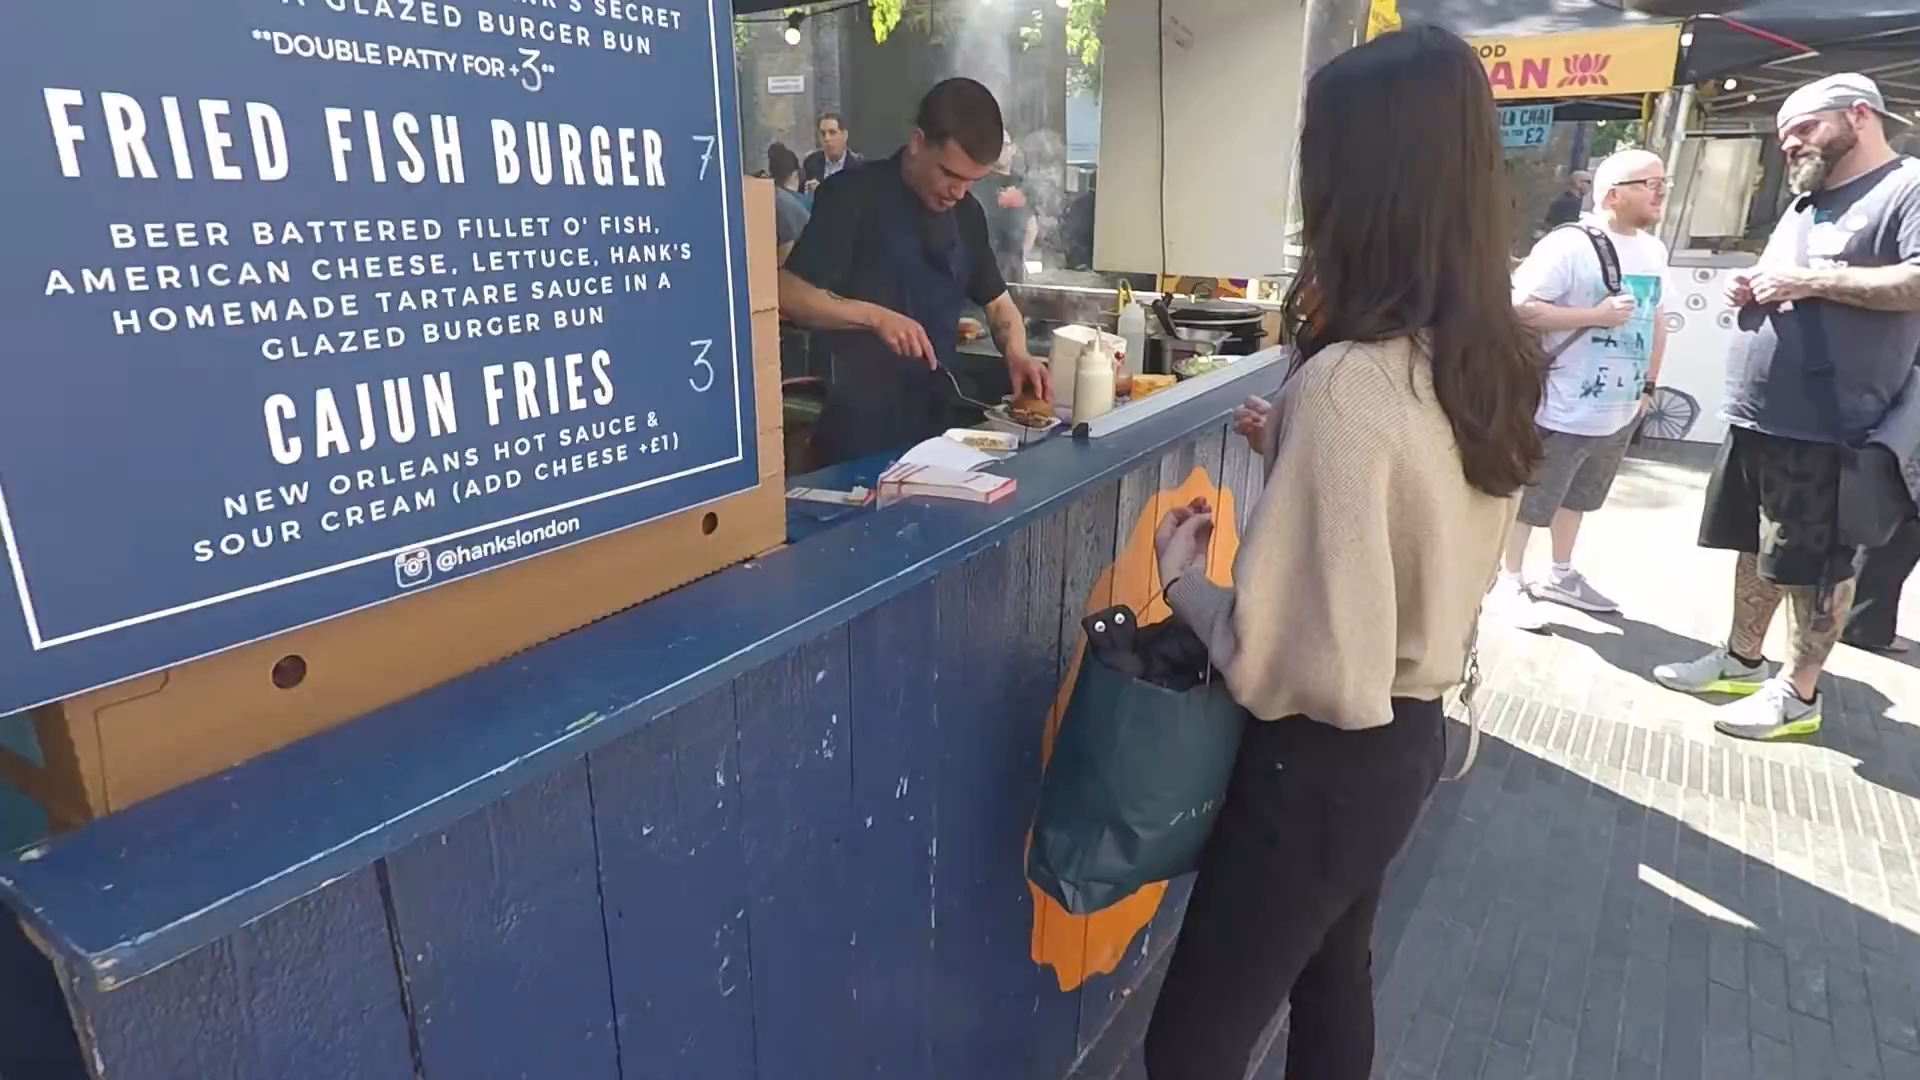 SECRET
GLAZED BURGER BUN
**DOUBLE PATTY FOR +3**
FRIED FISH BURGER 7
BEER BATTERED FILLET O' FISH,
AMERICAN CHEESE, LETTUCE, HANK'S
HOMEMADE TARTARE SAUCE IN A
GLAZED BURGER BUN
CAJUN FRIES 3
NEW ORLEANS HOT SAUCE &
SOUR CREAM (ADD CHEESE +£1)
@hankslondon
£2